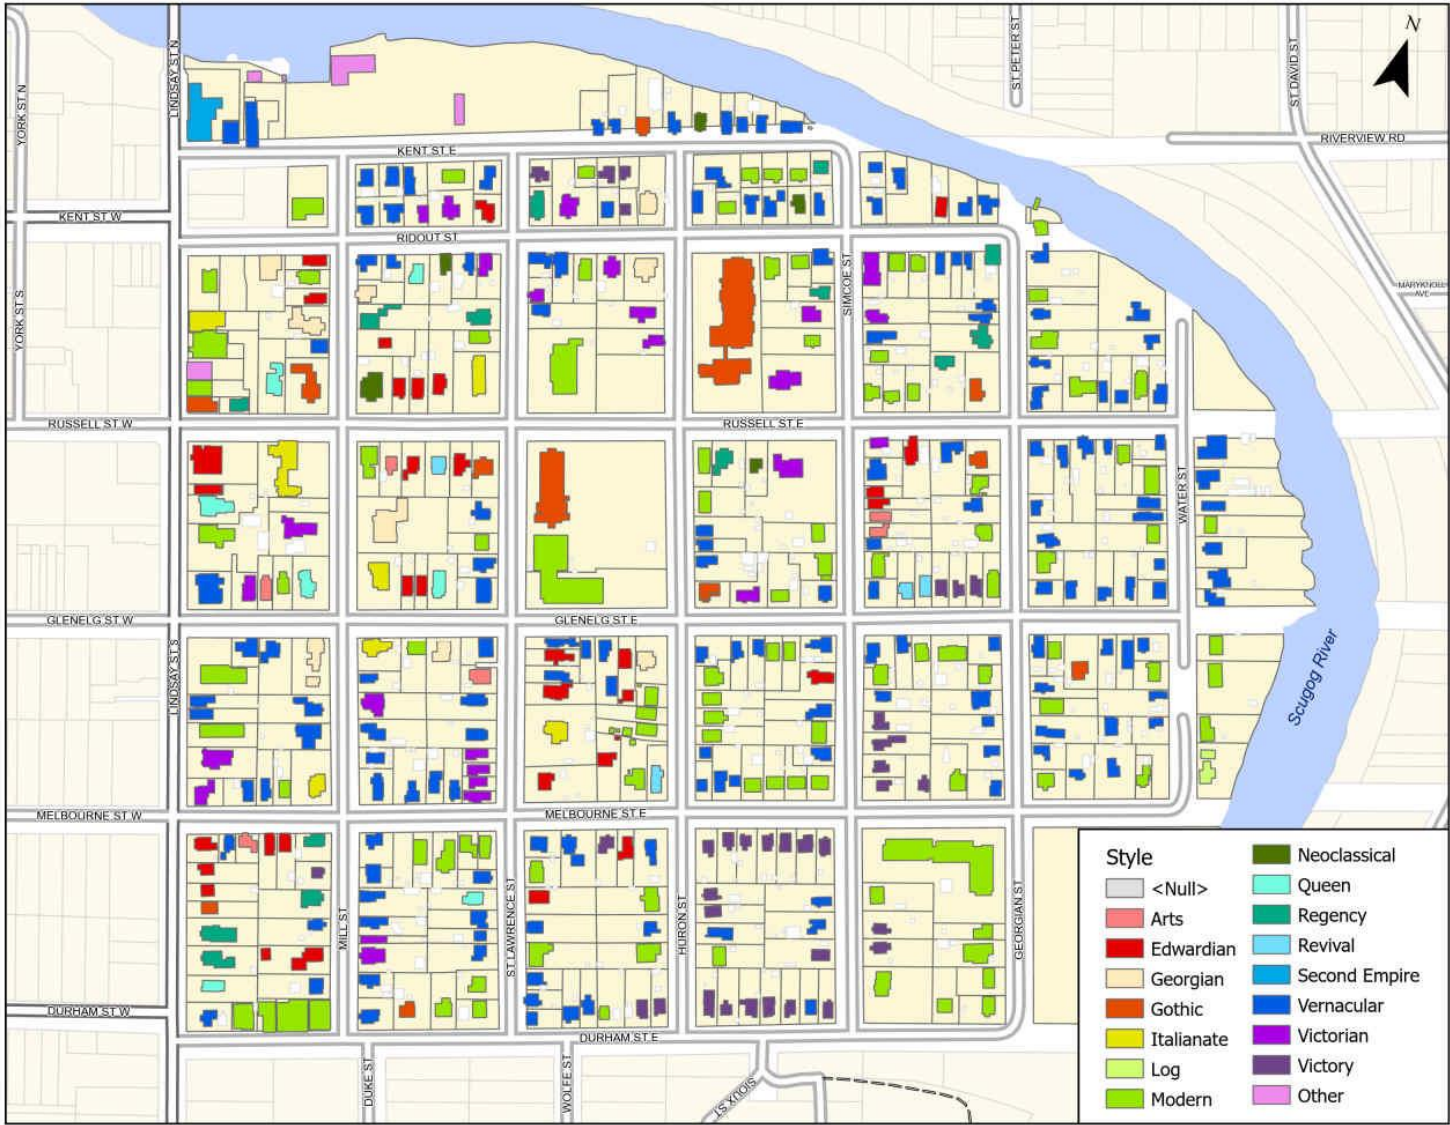 N
ST PETER ST
ST DAVID ST
LINDSAY ST N
YORK ST N
RIVERVIEW RD
KENT ST E
KENT ST W
RIDOUT ST
SIMCOE ST
MARYKNOLL
AVE
YORK ST S
RUSSELL ST W
RUSSELL ST E
WATER ST
GLENELG ST W
GLENELG ST E
LINDSAY ST S
Scugog River
MELBOURNE ST W
MELBOURNE ST E
MILL ST
ST LAWRENCE ST
HURON ST
GEORGIAN ST
DURHAM ST W
DURHAM ST E
DUKE ST
WOLFE ST
SIOUX ST
Style
<Null>
Arts
Edwardian
Georgian
Gothic
Italianate
Log
Modern
Neoclassical
Queen
Regency
Revival
Second Empire
Vernacular
Victorian
Victory
Other